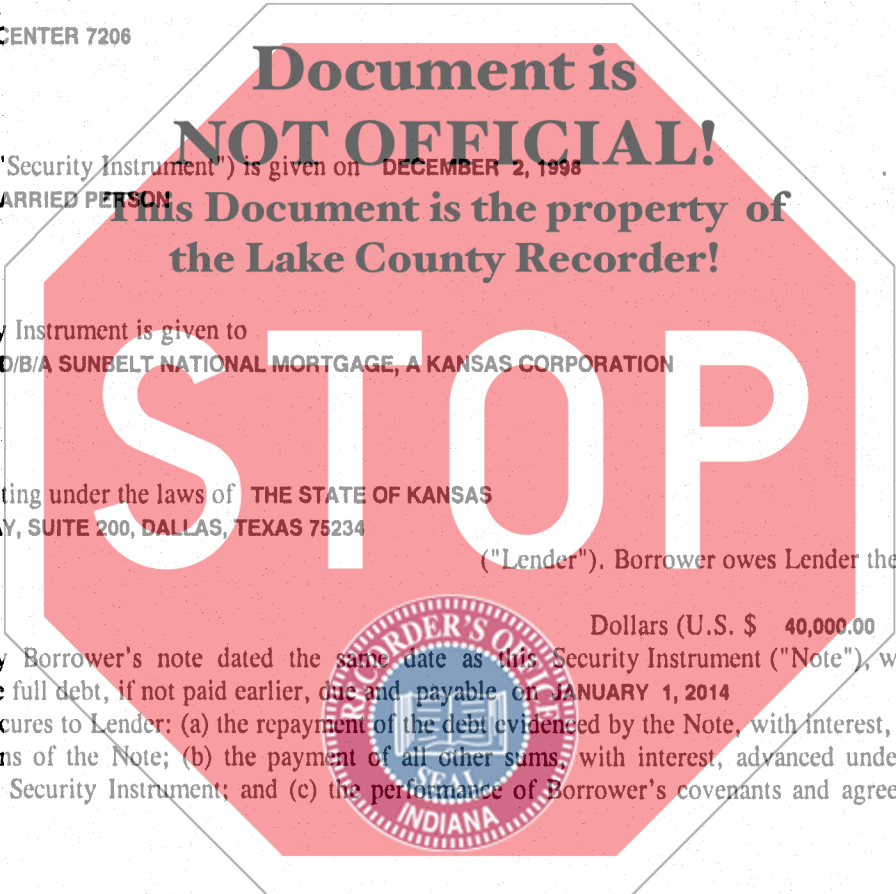 CENTER 7206
Document is
NOT OFFICIAL!
"Security Instrument") is given on DECEMBER 2, 1998
ARRIED PERSON
This Document is the property of
the Lake County Recorder!
y Instrument is given to
D/B/A SUNBELT NATIONAL MORTGAGE, A KANSAS CORPORATION
STOP
ting under the laws of THE STATE OF KANSAS
Y, SUITE 200, DALLAS, TEXAS 75234
("Lender"). Borrower owes Lender the
Dollars (U.S. $ 40,000.00
y Borrower's note dated the same date as this Security Instrument ("Note"), w
e full debt, if not paid earlier, due and payable on JANUARY 1, 2014
cures to Lender: (a) the repayment of the debt evidenced by the Note, with interest,
ns of the Note; (b) the payment of all other sums, with interest, advanced unde
Security Instrument; and (c) the performance of Borrower's covenants and agree
RECORDER'S OF
SEAL
INDIANA